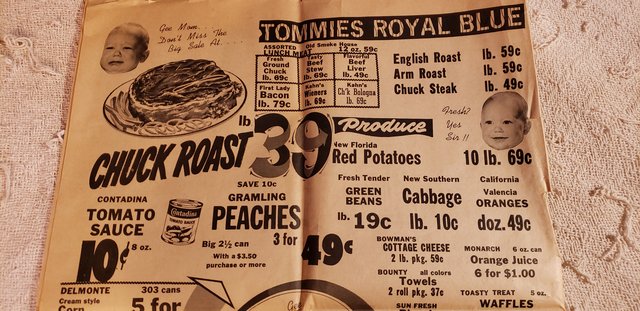 Gee Mom...
Don't Miss The
Big Sale At....
TOMMIES ROYAL BLUE
ASSORTED
LUNCH MEAT
Old Smoke House
12 oz. 59c
Fresh
Ground
Chuck
lb. 69c
Tasty
Beef
Stew
lb. 69c
Flavorful
Beef
Liver
lb. 49c
First Lady
Bacon
lb. 79c
Kahn's
Wieners
lb. 69c
Kahn's
Ch'k Bologna
lb. 69c
English Roast lb. 59c
Arm Roast lb. 59c
Chuck Steak lb. 49c
CHUCK ROAST lb 39
Produce
Fresh?
Yes
Sir!!
New Florida
Red Potatoes 10 lb. 69c
Fresh Tender
GREEN
BEANS
lb. 19c
New Southern
Cabbage
lb. 10c
California
Valencia
ORANGES
doz. 49c
CONTADINA
TOMATO
SAUCE
10¢ 8 oz.
Contadina
TOMATO SAUCE
SAVE 10c
GRAMLING
PEACHES
Big 2½ can
3 for 49c
With a $3.50
purchase or more
BOWMAN'S
COTTAGE CHEESE
2 lb. pkg. 59c
MONARCH 6 oz. can
Orange Juice
6 for $1.00
BOUNTY all colors
Towels
2 roll pkg. 37c
TOASTY TREAT 5 oz.
WAFFLES
DELMONTE 303 cans
Cream style
Corn
5 for
Gee
SUN FRESH